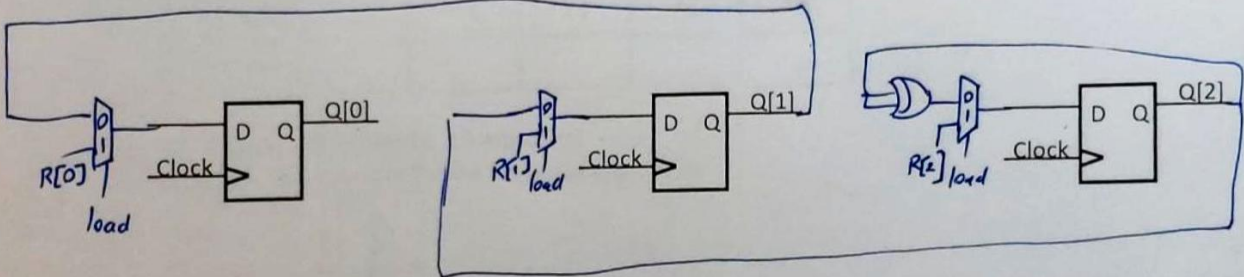 0
1
R[0]
load
D Q
Clock
Q[0]
0
1
R[1]
load
D Q
Clock
Q[1]
0
1
R[2]
load
D Q
Clock
Q[2]